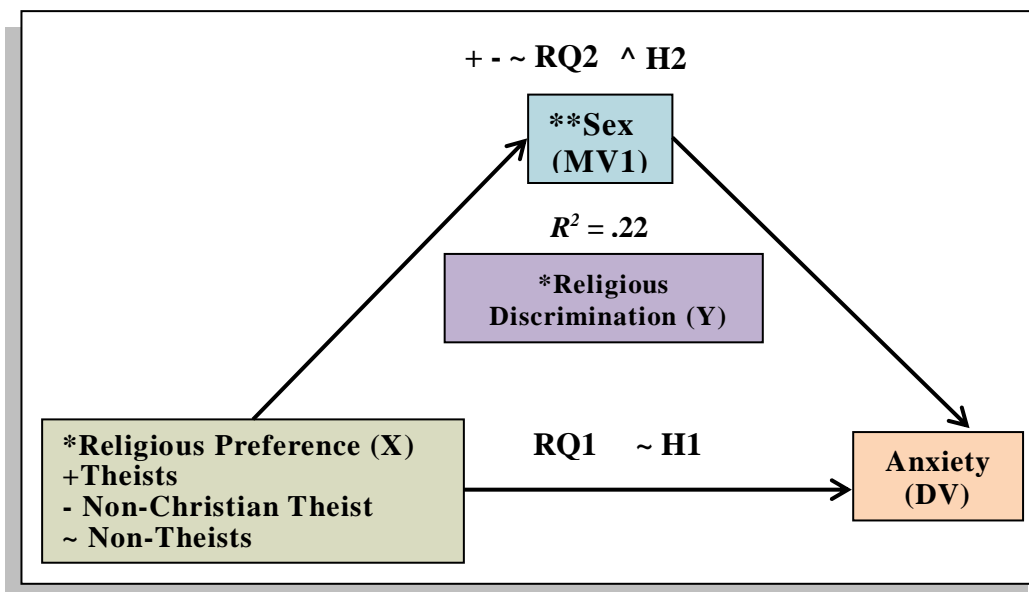 + - ~ RQ2 ^ H2
**Sex
(MV1)
R² = .22
*Religious
Discrimination (Y)
*Religious Preference (X)
+Theists
- Non-Christian Theist
~ Non-Theists
RQ1 ~ H1
Anxiety
(DV)